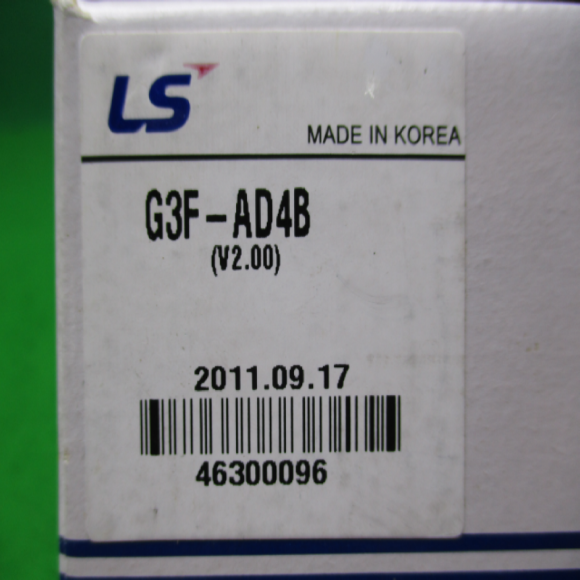 LS
MADE IN KOREA
G3F-AD4B
(V2.00)
2011.09.17
46300096